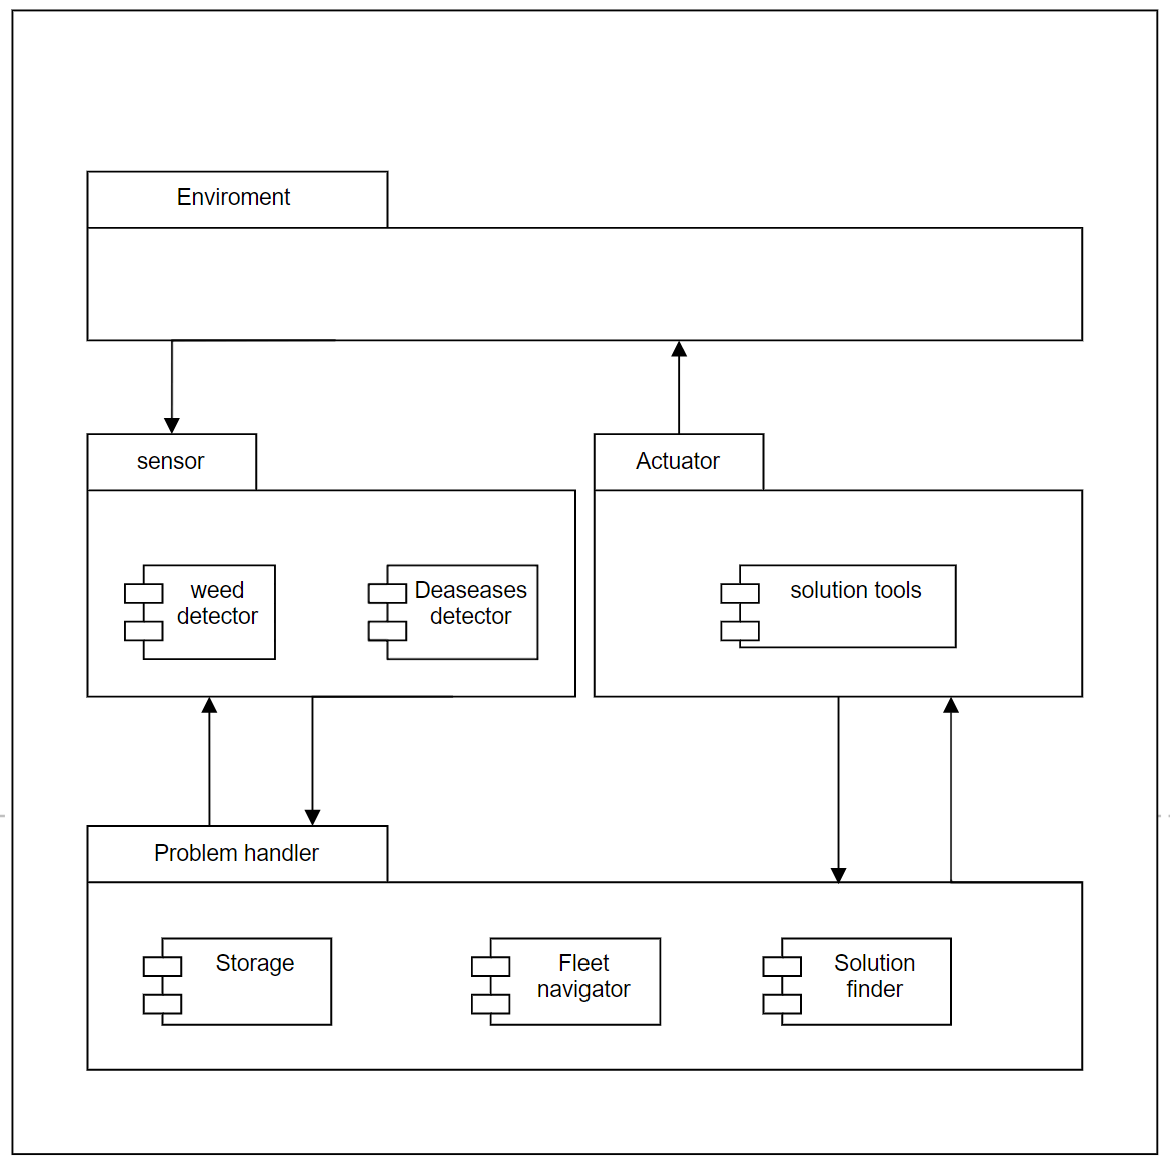 Enviroment
sensor
Actuator
weed
detector
Deaseases
detector
solution tools
Problem handler
Storage
Fleet
navigator
Solution
finder